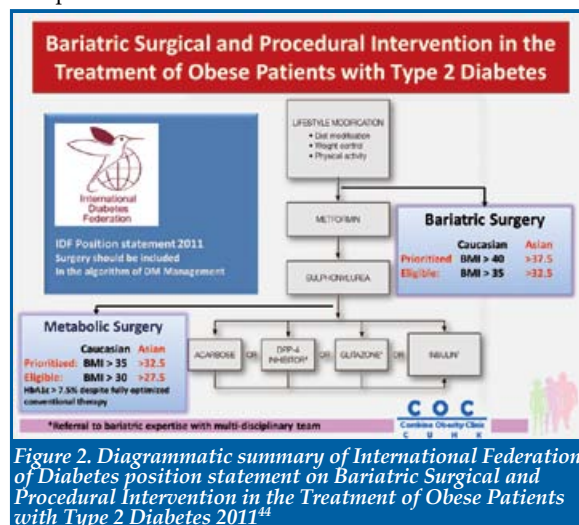 Bariatric Surgical and Procedural Intervention in the
Treatment of Obese Patients with Type 2 Diabetes
International
Diabetes
Federation
IDF Position statement 2011
Surgery should be included
In the algorithm of DM Management
LIFESTYLE MODIFICATION
• Diet modification
• Weight control
• Physical activity
METFORMIN
SULPHONYLUREA
Bariatric Surgery
Caucasian Asian
Prioritized BMI > 40 >37.5
Eligible: BMI > 35 >32.5
Metabolic Surgery
Caucasian Asian
Prioritized: BMI > 35 >32.5
Eligible: BMI > 30 >27.5
HbA1c > 7.5% despite fully optimized
conventional therapy
ACARBOSE OR DPP-4 INHIBITOR* OR GLITAZONE* OR INSULIN*
*Referral to bariatric expertise with multi-disciplinary team
C O C
Combine Obesity Clinic
C U H K
Figure 2. Diagrammatic summary of International Federation
of Diabetes position statement on Bariatric Surgical and
Procedural Intervention in the Treatment of Obese Patients
with Type 2 Diabetes 2011⁴⁴